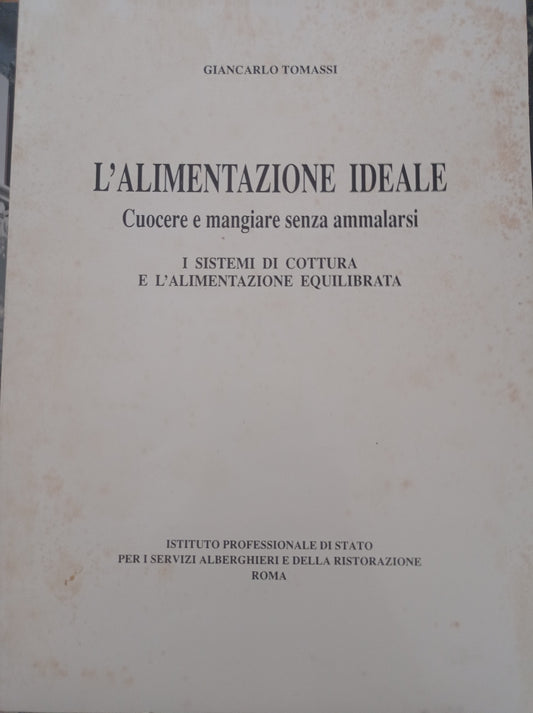 GIANCARLO TOMASSI
L'ALIMENTAZIONE IDEALE
Cuocere e mangiare senza ammalarsi
I SISTEMI DI COTTURA
E L'ALIMENTAZIONE EQUILIBRATA
ISTITUTO PROFESSIONALE DI STATO
PER I SERVIZI ALBERGHIERI E DELLA RISTORAZIONE
ROMA